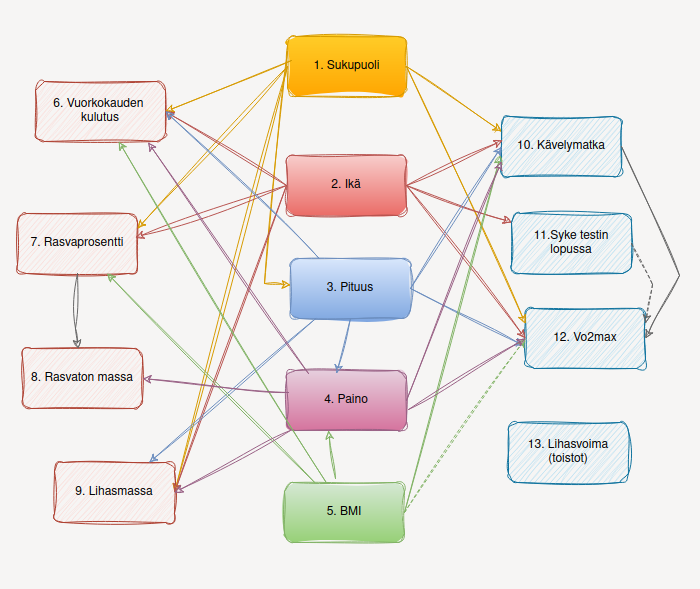 1. Sukupuoli
6. Vuorokauden
kulutus
10. Kävelymatka
2. Ikä
7. Rasvaprosentti
11.Syke testin
lopussa
3. Pituus
12. Vo2max
8. Rasvaton massa
4. Paino
13. Lihasvoima
(toistot)
9. Lihasmassa
5. BMI